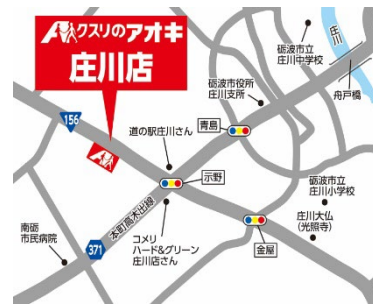 クスリのアオキ
庄川店
156
道の駅庄川さん
青島
砺波市役所
庄川支所
砺波市立
庄川中学校
庄川
舟戸橋
示野
砺波市立
庄川小学校
庄川大仏
(光照寺)
金屋
コメリ
ハード&グリーン
庄川店さん
本町高木出線
371
南砺
市民病院